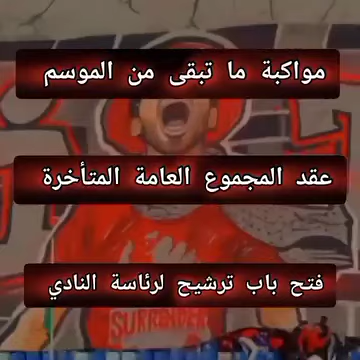 مواكبة ما تبقى من الموسم
عقد المجموع العامة المتأخرة
فتح باب ترشيح لرئاسة النادي
SURRENDER